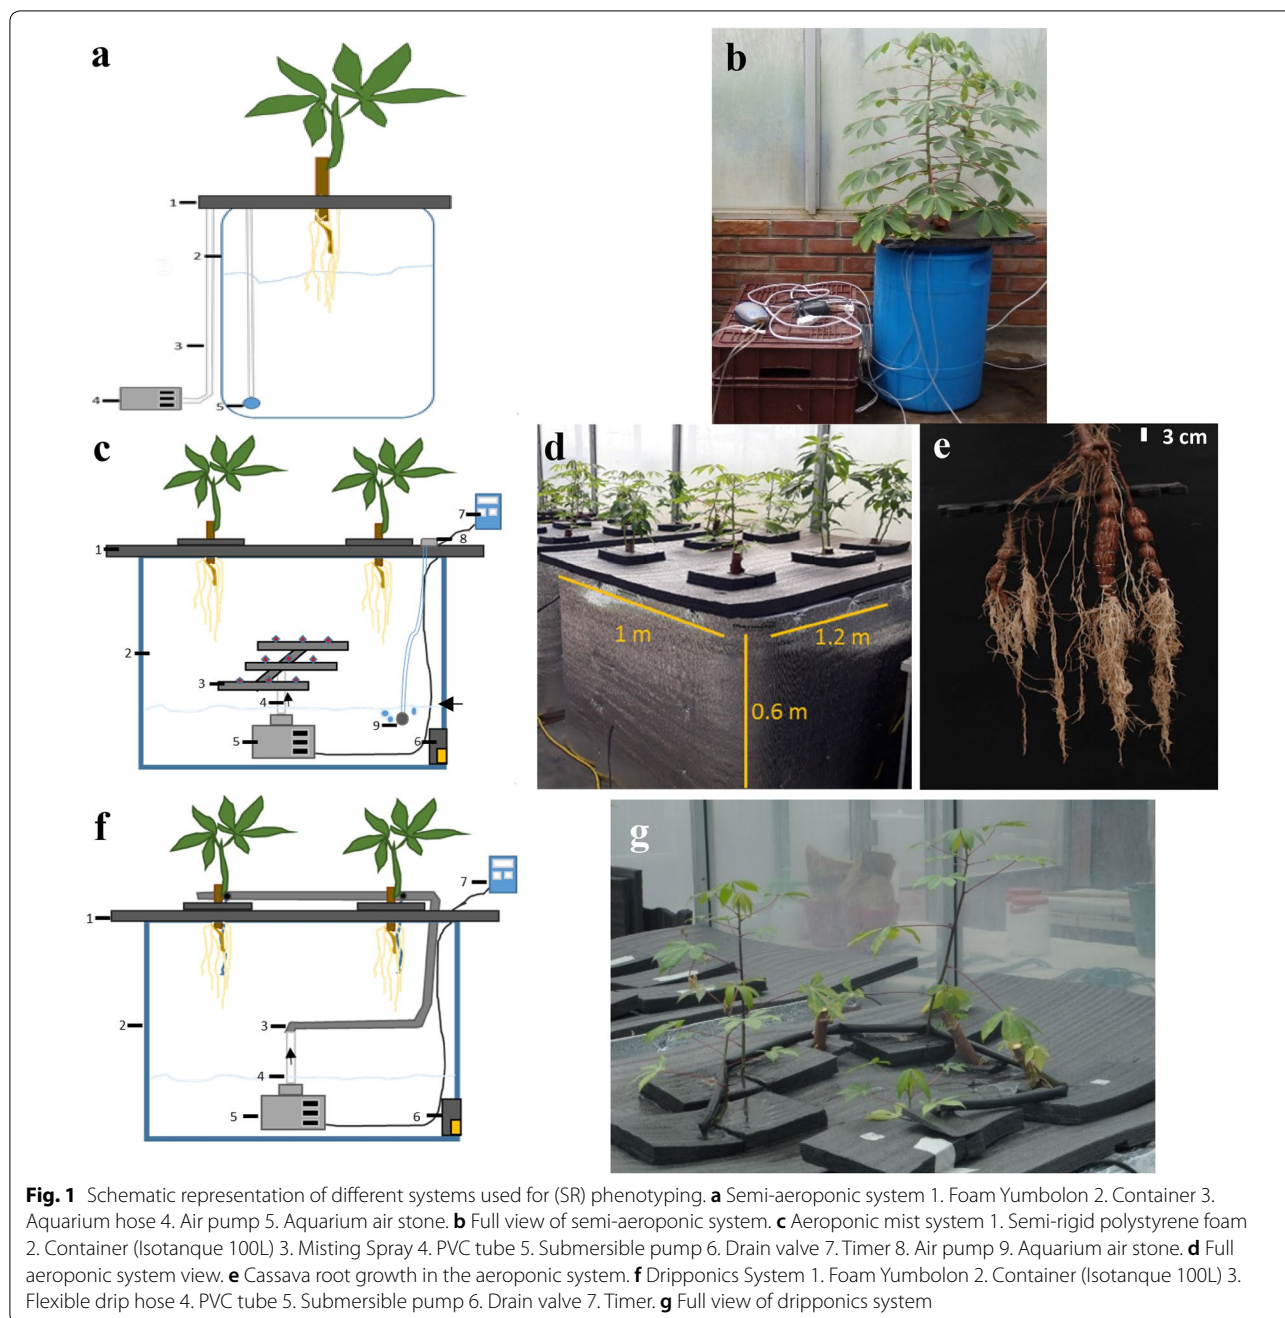 a
1
2
3
4
5
b
c
1
2
3
4
5
6
7
8
9
d
1 m
1.2 m
0.6 m
e
3 cm
f
1
2
3
4
5
6
7
g
Fig. 1 Schematic representation of different systems used for (SR) phenotyping. a Semi-aeroponic system 1. Foam Yumbolon 2. Container 3.
Aquarium hose 4. Air pump 5. Aquarium air stone. b Full view of semi-aeroponic system. c Aeroponic mist system 1. Semi-rigid polystyrene foam
2. Container (Isotanque 100L) 3. Misting Spray 4. PVC tube 5. Submersible pump 6. Drain valve 7. Timer 8. Air pump 9. Aquarium air stone. d Full
aeroponic system view. e Cassava root growth in the aeroponic system. f Dripponics System 1. Foam Yumbolon 2. Container (Isotanque 100L) 3.
Flexible drip hose 4. PVC tube 5. Submersible pump 6. Drain valve 7. Timer. g Full view of dripponics system